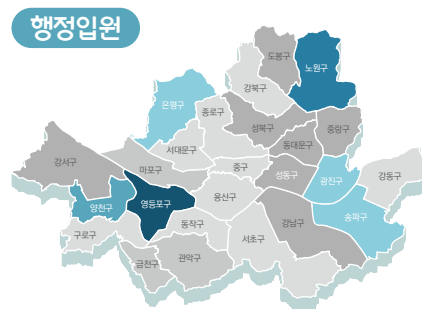 행정입원
도봉구
노원구
강북구
은평구
종로구
성북구
중랑구
동대문구
서대문구
강서구
마포구
중구
성동구
광진구
강동구
양천구
영등포구
용산구
송파구
동작구
강남구
구로구
서초구
금천구
관악구